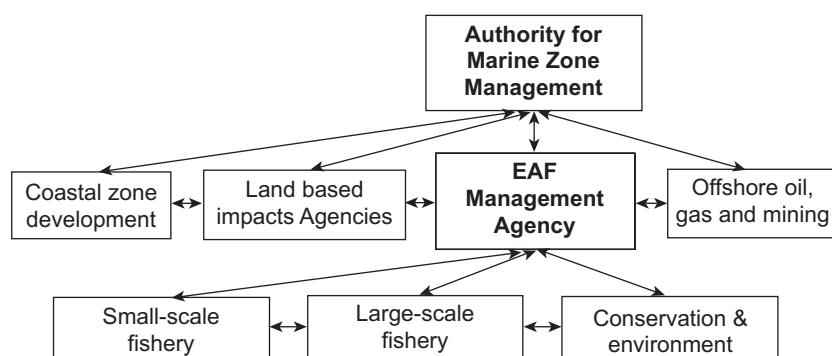 Authority for
Marine Zone
Management
Coastal zone
development
Land based
impacts Agencies
EAF
Management
Agency
Offshore oil,
gas and mining
Small-scale
fishery
Large-scale
fishery
Conservation &
environment